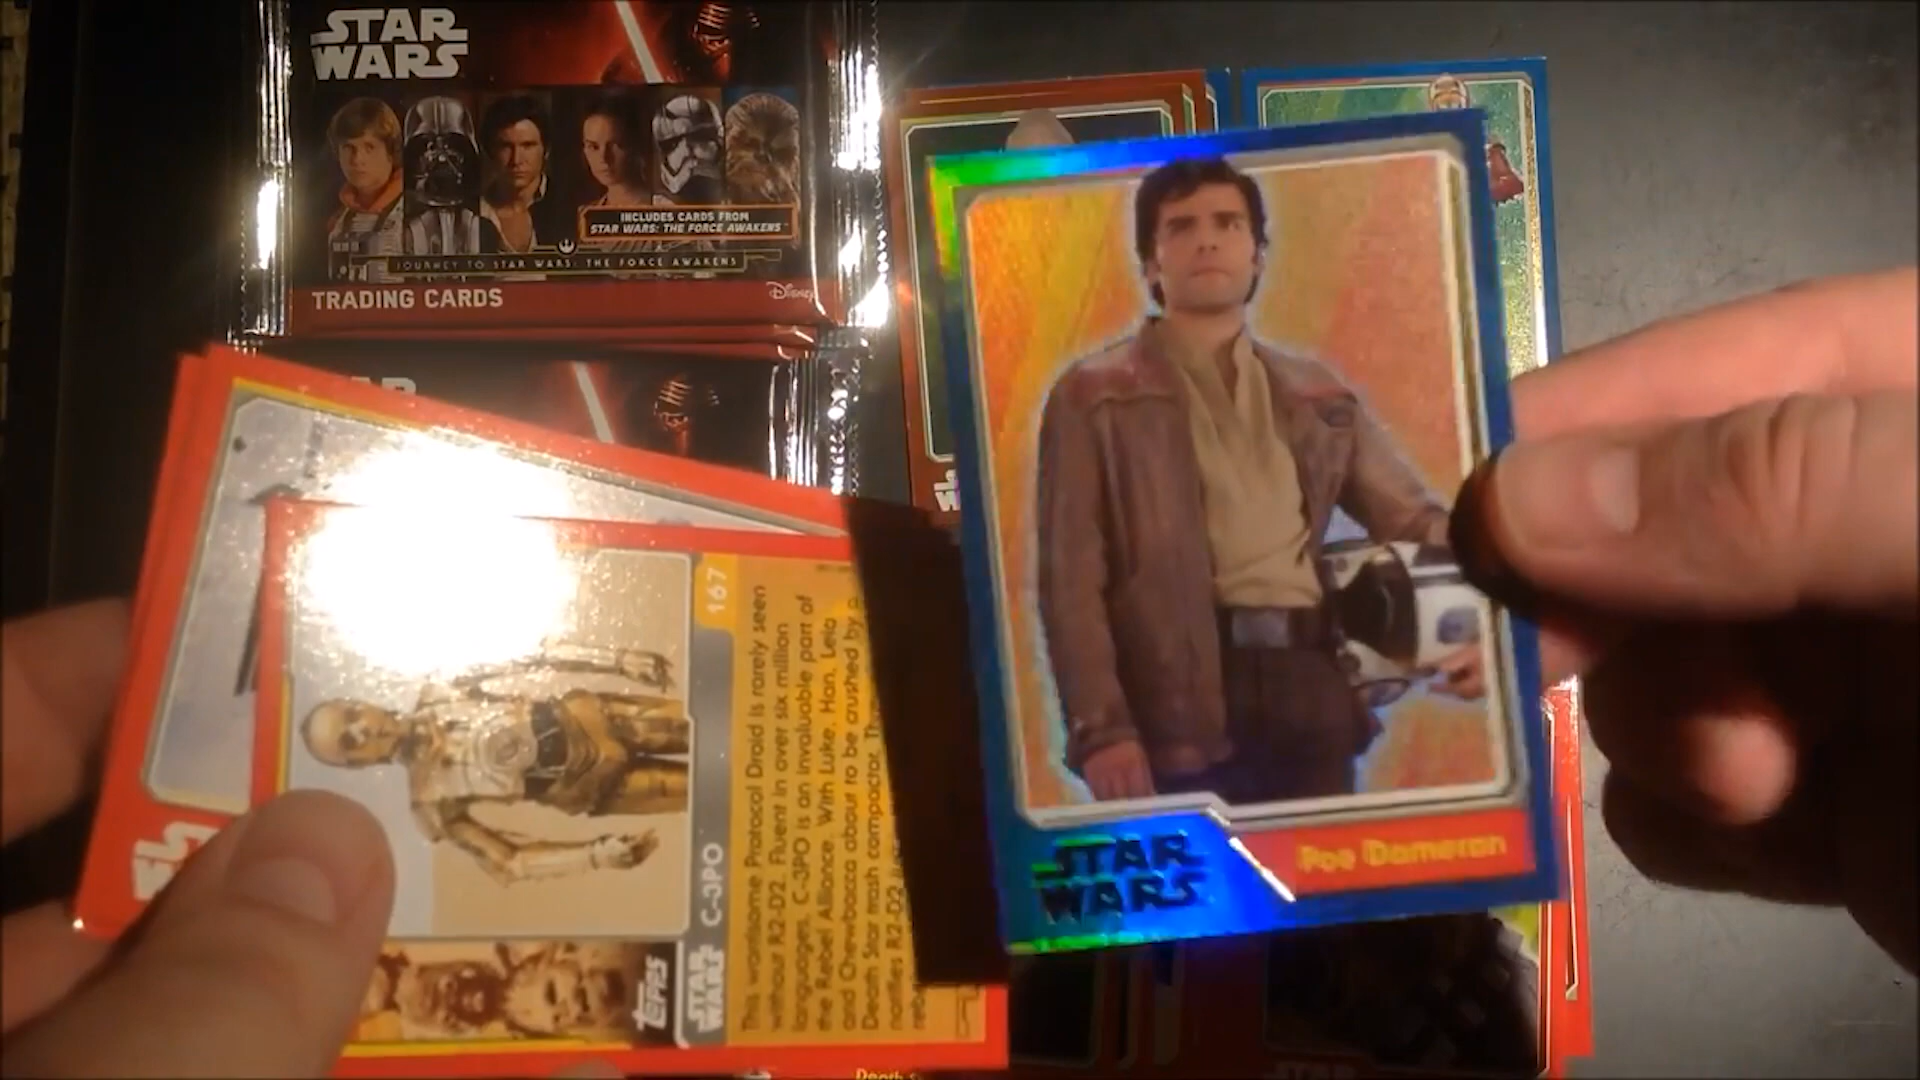 STAR
WARS
INCLUDES CARDS FROM
STAR WARS: THE FORCE AWAKENS
JOURNEY TO STAR WARS: THE FORCE AWAKENS
TRADING CARDS
Disney
STAR
WARS
Poe Dameron
167
C-3PO
STAR
WARS
TOPPS
This worrisome Protocol Droid is rarely seen
without R2-D2. Fluent in over six million
languages, C-3PO is an invaluable part of
the Rebel Alliance. With Luke, Han, Leia
and Chewbacca about to be crushed by a
Death Star trash compactor,
notifies R2-D2